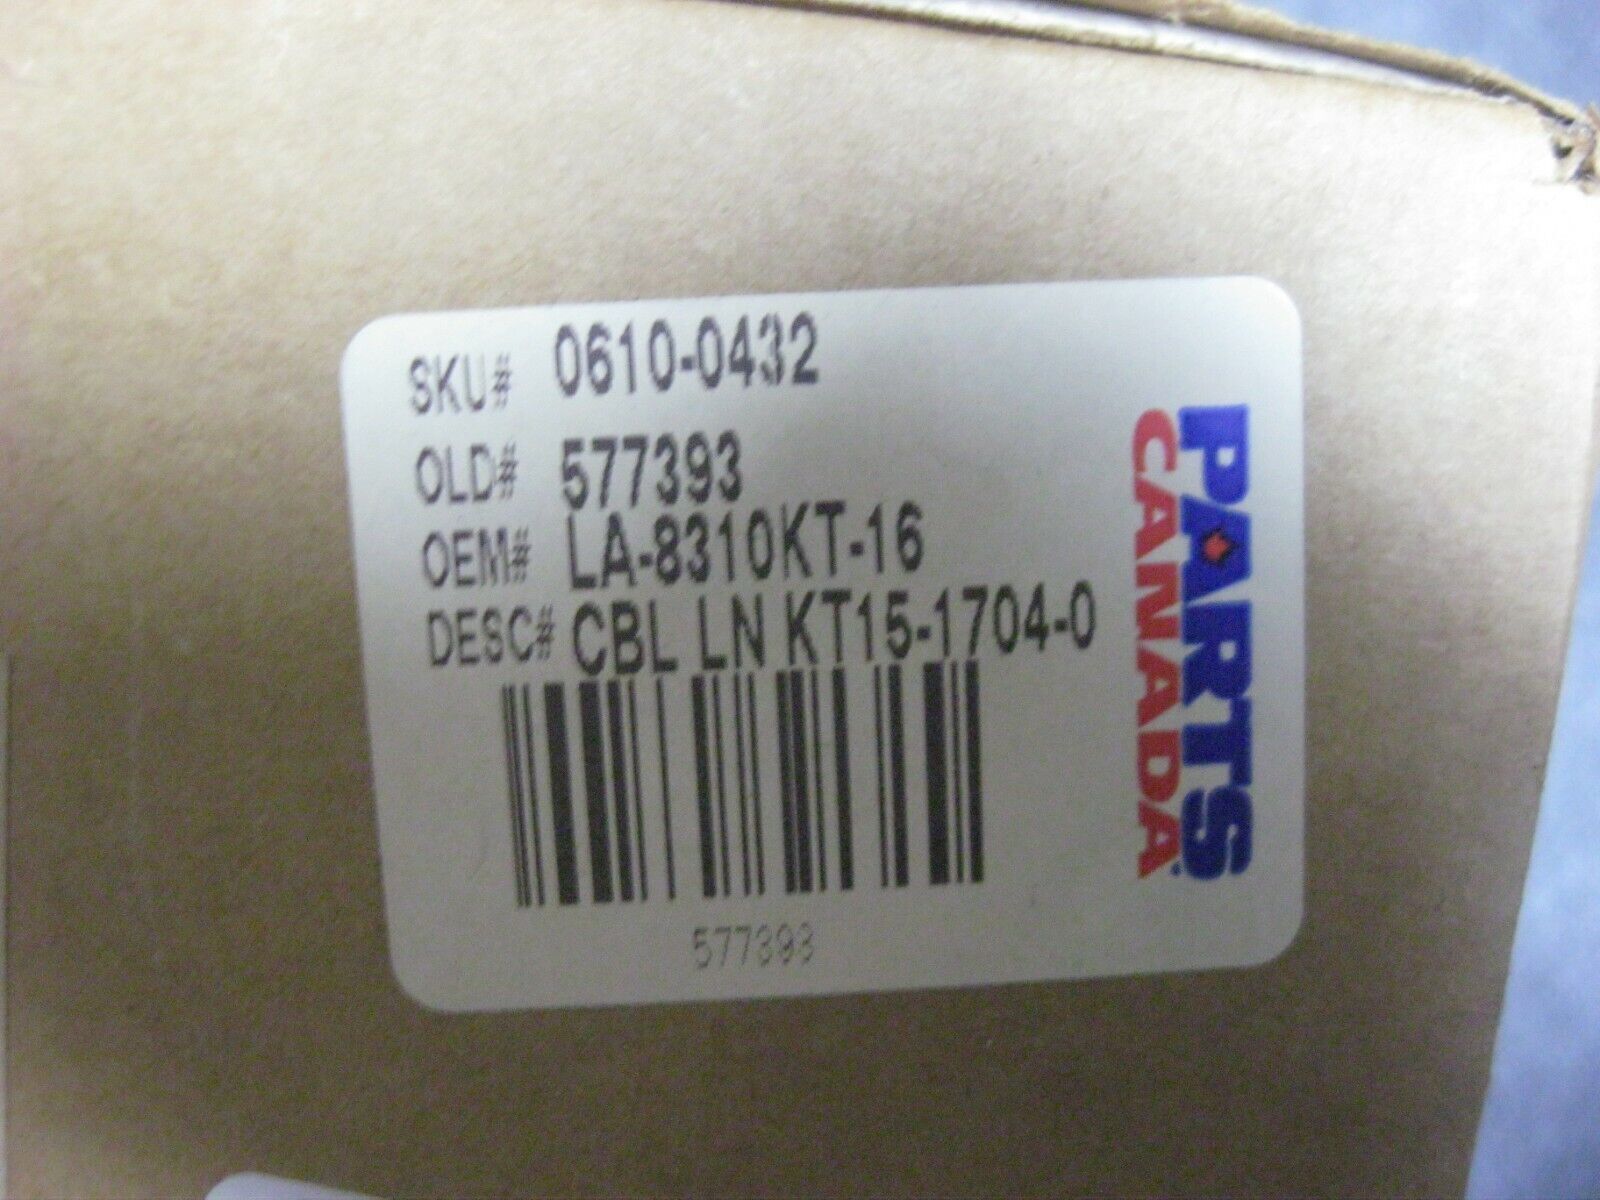 SKU# 0610-0432
OLD# 577393
OEM# LA-8310KT-16
DESC# CBL LN KT15-1704-0
577393
PARTS
CANADA